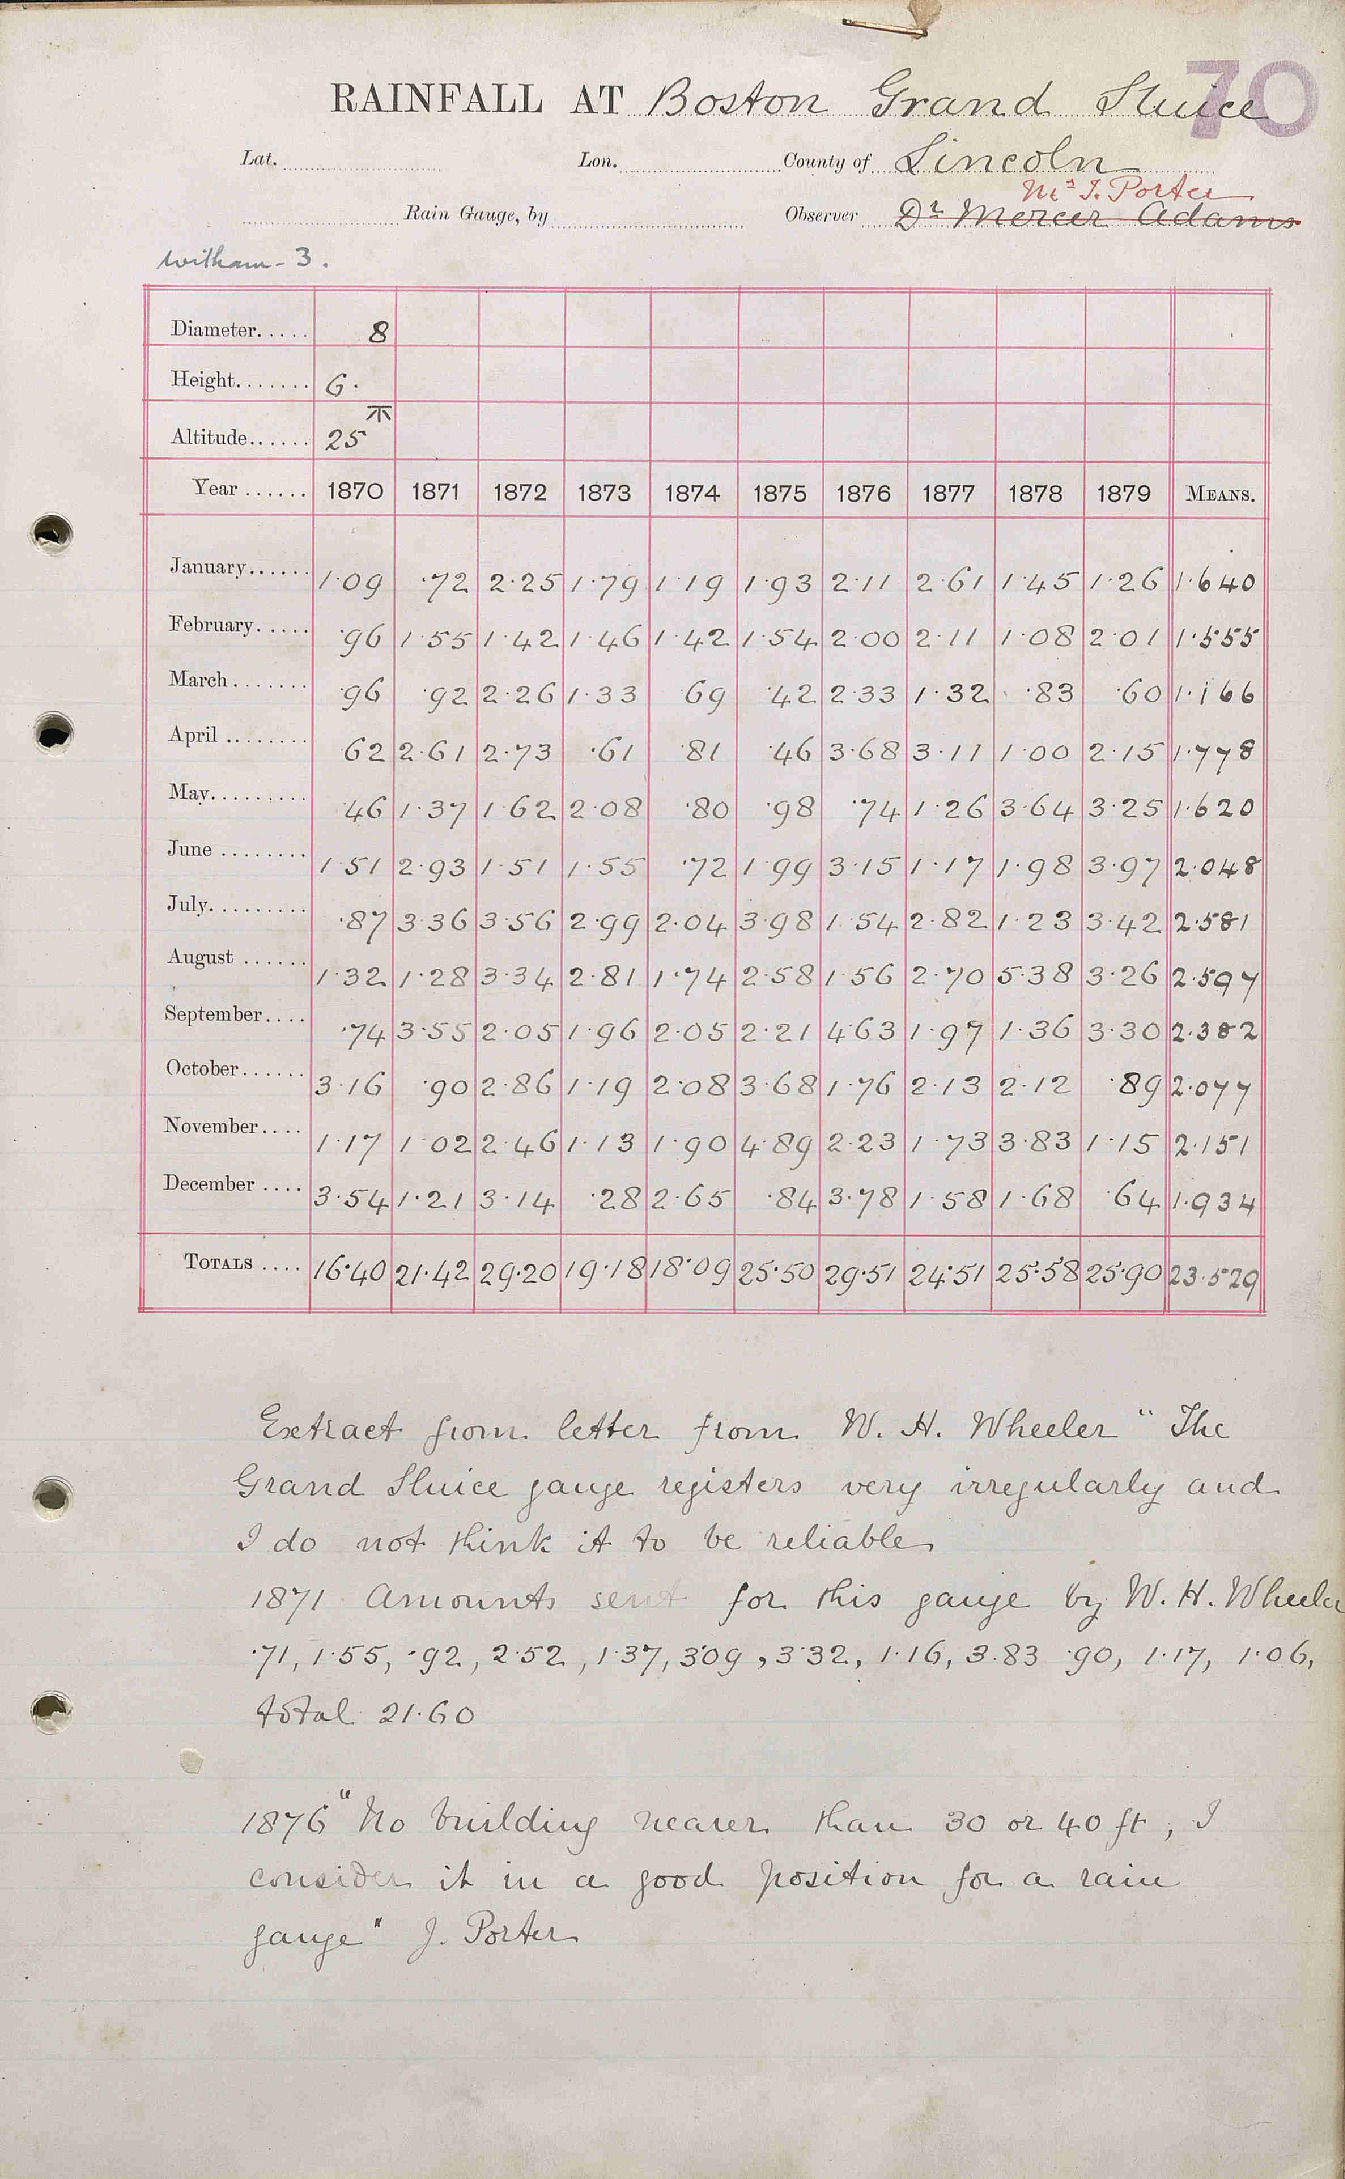 70
RAINFALL AT Boston Grand Sluice
Lat. Lon. County of Lincoln
Mr J. Porter
Rain Gauge, by Observer Dr Mercer Adams
Witham - 3.
Diameter 8
Height 6.
Altitude 25
Year 1870 1871 1872 1873 1874 1875 1876 1877 1878 1879 MEANS.
January 1.09 .72 2.25 1.79 1.19 1.93 2.11 2.61 1.45 1.26 1.640
February .96 1.55 1.42 1.46 1.42 1.54 2.00 2.11 1.08 2.01 1.555
March .96 .92 2.26 1.33 .69 .42 2.33 1.32 .83 .60 1.166
April 62 2.61 2.73 .61 .81 .46 3.68 3.11 1.00 2.15 1.778
May .46 1.37 1.62 2.08 .80 .98 .74 1.26 3.64 3.25 1.620
June 1.51 2.93 1.51 1.55 .72 1.99 3.15 1.17 1.98 3.97 2.048
July .87 3.36 3.56 2.99 2.04 3.98 1.54 2.82 1.23 3.42 2.581
August 1.32 1.28 3.34 2.81 1.74 2.58 1.56 2.70 5.38 3.26 2.597
September .74 3.55 2.05 1.96 2.05 2.21 4.63 1.97 1.36 3.30 2.382
October 3.16 .90 2.86 1.19 2.08 3.68 1.76 2.13 2.12 .89 2.077
November 1.17 1.02 2.46 1.13 1.90 4.89 2.23 1.73 3.83 1.15 2.151
December 3.54 1.21 3.14 .28 2.65 .84 3.78 1.58 1.68 .64 1.934
TOTALS 16.40 21.42 29.20 19.18 18.09 25.50 29.51 24.51 25.58 25.90 23.529
Extract from letter from W. H. Wheeler "The
Grand Sluice gauge registers very irregularly and
I do not think it to be reliable
1871 Amounts sent for this gauge by W. H. Wheeler
.71, 1.55, .92, 2.52, 1.37, 3.09, 3.32, 1.16, 3.83 .90, 1.17, 1.06,
total 21.60
1876 "No building nearer than 30 or 40 ft, I
consider it in a good position for a rain
gauge" J. Porter